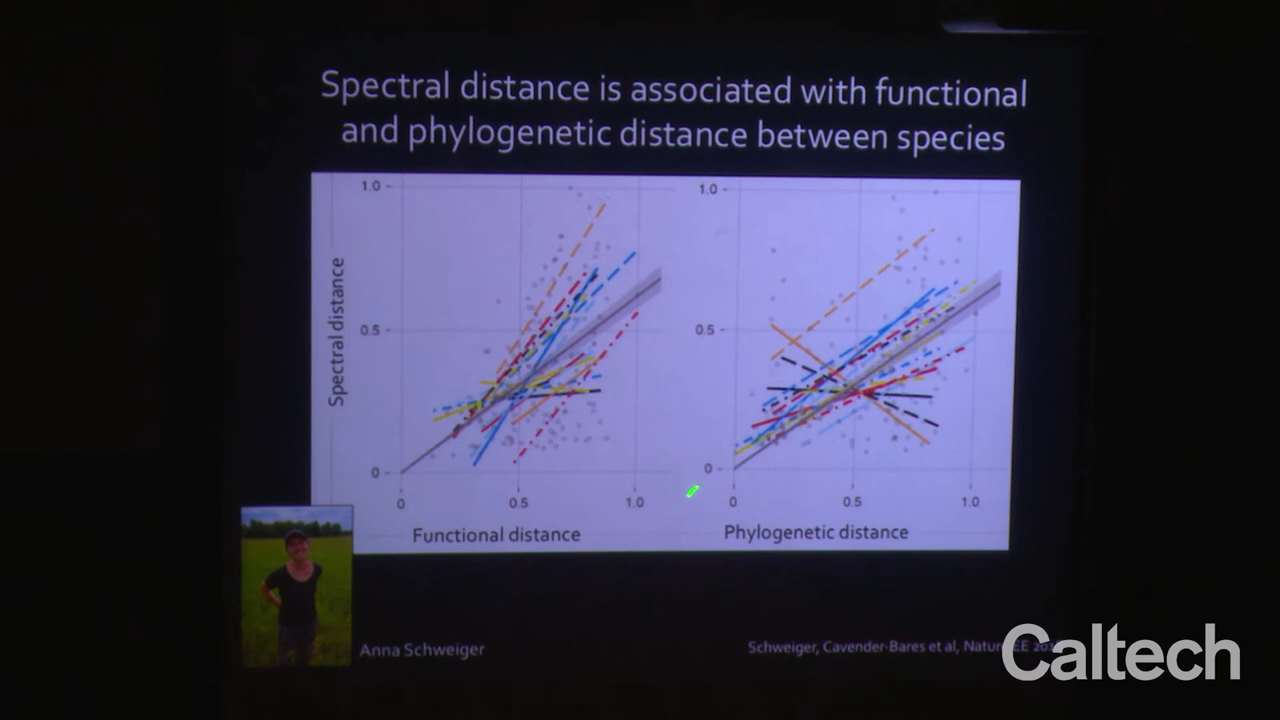 Spectral distance is associated with functional
and phylogenetic distance between species
1.0
0.5
0
Spectral distance
0
0.5
1.0
Functional distance
1.0
0.5
0
0
0.5
1.0
Phylogenetic distance
Anna Schweiger
Schweiger, Cavender-Bares et al, Nature EE
Caltech